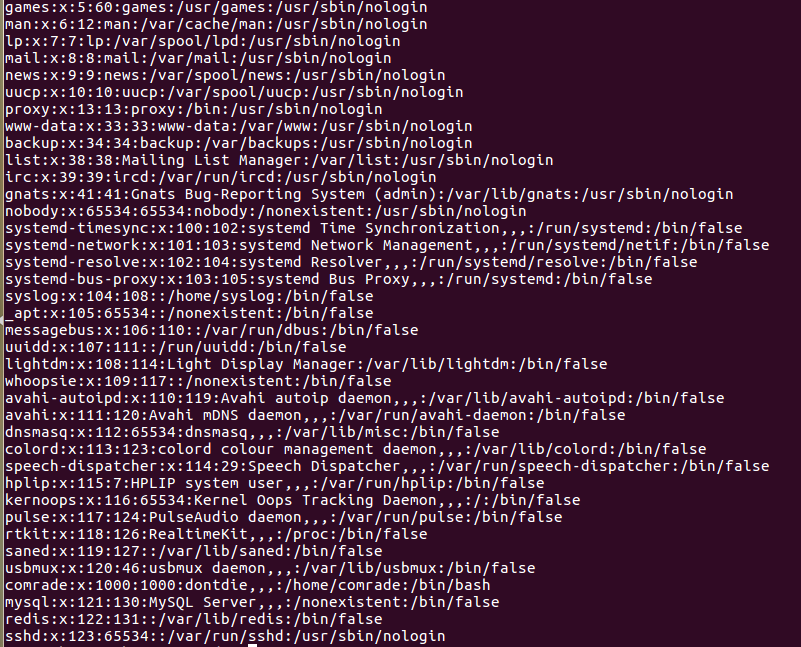 games:x:5:60:games:/usr/games:/usr/sbin/nologin
man:x:6:12:man:/var/cache/man:/usr/sbin/nologin
lp:x:7:7:lp:/var/spool/lpd:/usr/sbin/nologin
mail:x:8:8:mail:/var/mail:/usr/sbin/nologin
news:x:9:9:news:/var/spool/news:/usr/sbin/nologin
uucp:x:10:10:uucp:/var/spool/uucp:/usr/sbin/nologin
proxy:x:13:13:proxy:/bin:/usr/sbin/nologin
www-data:x:33:33:www-data:/var/www:/usr/sbin/nologin
backup:x:34:34:backup:/var/backups:/usr/sbin/nologin
list:x:38:38:Mailing List Manager:/var/list:/usr/sbin/nologin
irc:x:39:39:ircd:/var/run/ircd:/usr/sbin/nologin
gnats:x:41:41:Gnats Bug-Reporting System (admin):/var/lib/gnats:/usr/sbin/nologin
nobody:x:65534:65534:nobody:/nonexistent:/usr/sbin/nologin
systemd-timesync:x:100:102:systemd Time Synchronization,,,:/run/systemd:/bin/false
systemd-network:x:101:103:systemd Network Management,,,:/run/systemd/netif:/bin/false
systemd-resolve:x:102:104:systemd Resolver,,,:/run/systemd/resolve:/bin/false
systemd-bus-proxy:x:103:105:systemd Bus Proxy,,,:/run/systemd:/bin/false
syslog:x:104:108::/home/syslog:/bin/false
_apt:x:105:65534::/nonexistent:/bin/false
messagebus:x:106:110::/var/run/dbus:/bin/false
uuidd:x:107:111::/run/uuidd:/bin/false
lightdm:x:108:114:Light Display Manager:/var/lib/lightdm:/bin/false
whoopsie:x:109:117::/nonexistent:/bin/false
avahi-autoipd:x:110:119:Avahi autoip daemon,,,:/var/lib/avahi-autoipd:/bin/false
avahi:x:111:120:Avahi mDNS daemon,,,:/var/run/avahi-daemon:/bin/false
dnsmasq:x:112:65534:dnsmasq,,,:/var/lib/misc:/bin/false
colord:x:113:123:colord colour management daemon,,,:/var/lib/colord:/bin/false
speech-dispatcher:x:114:29:Speech Dispatcher,,,:/var/run/speech-dispatcher:/bin/false
hplip:x:115:7:HPLIP system user,,,:/var/run/hplip:/bin/false
kernoops:x:116:65534:Kernel Oops Tracking Daemon,,,:/:/bin/false
pulse:x:117:124:PulseAudio daemon,,,:/var/run/pulse:/bin/false
rtkit:x:118:126:RealtimeKit,,,:/proc:/bin/false
saned:x:119:127::/var/lib/saned:/bin/false
usbmux:x:120:46:usbmux daemon,,,:/var/lib/usbmux:/bin/false
comrade:x:1000:1000:dontdie,,,:/home/comrade:/bin/bash
mysql:x:121:130:MySQL Server,,,:/nonexistent:/bin/false
redis:x:122:131::/var/lib/redis:/bin/false
sshd:x:123:65534::/var/run/sshd:/usr/sbin/nologin